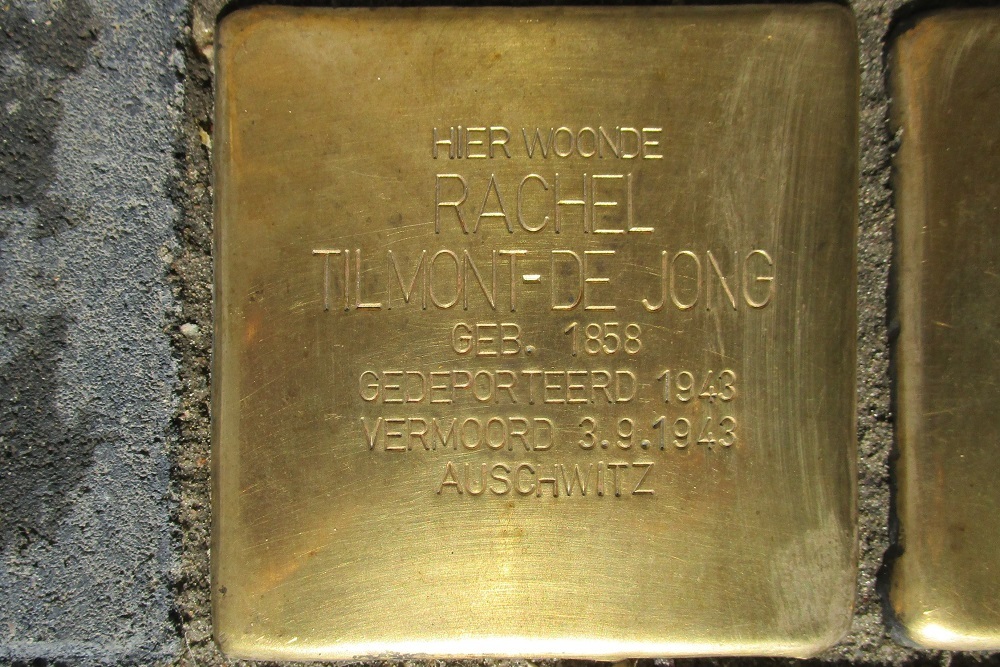 HIER WOONDE
RACHEL
TILMONT-DE JONG
GEB. 1858
GEDEPORTEERD 1943
VERMOORD 3.9.1943
AUSCHWITZ